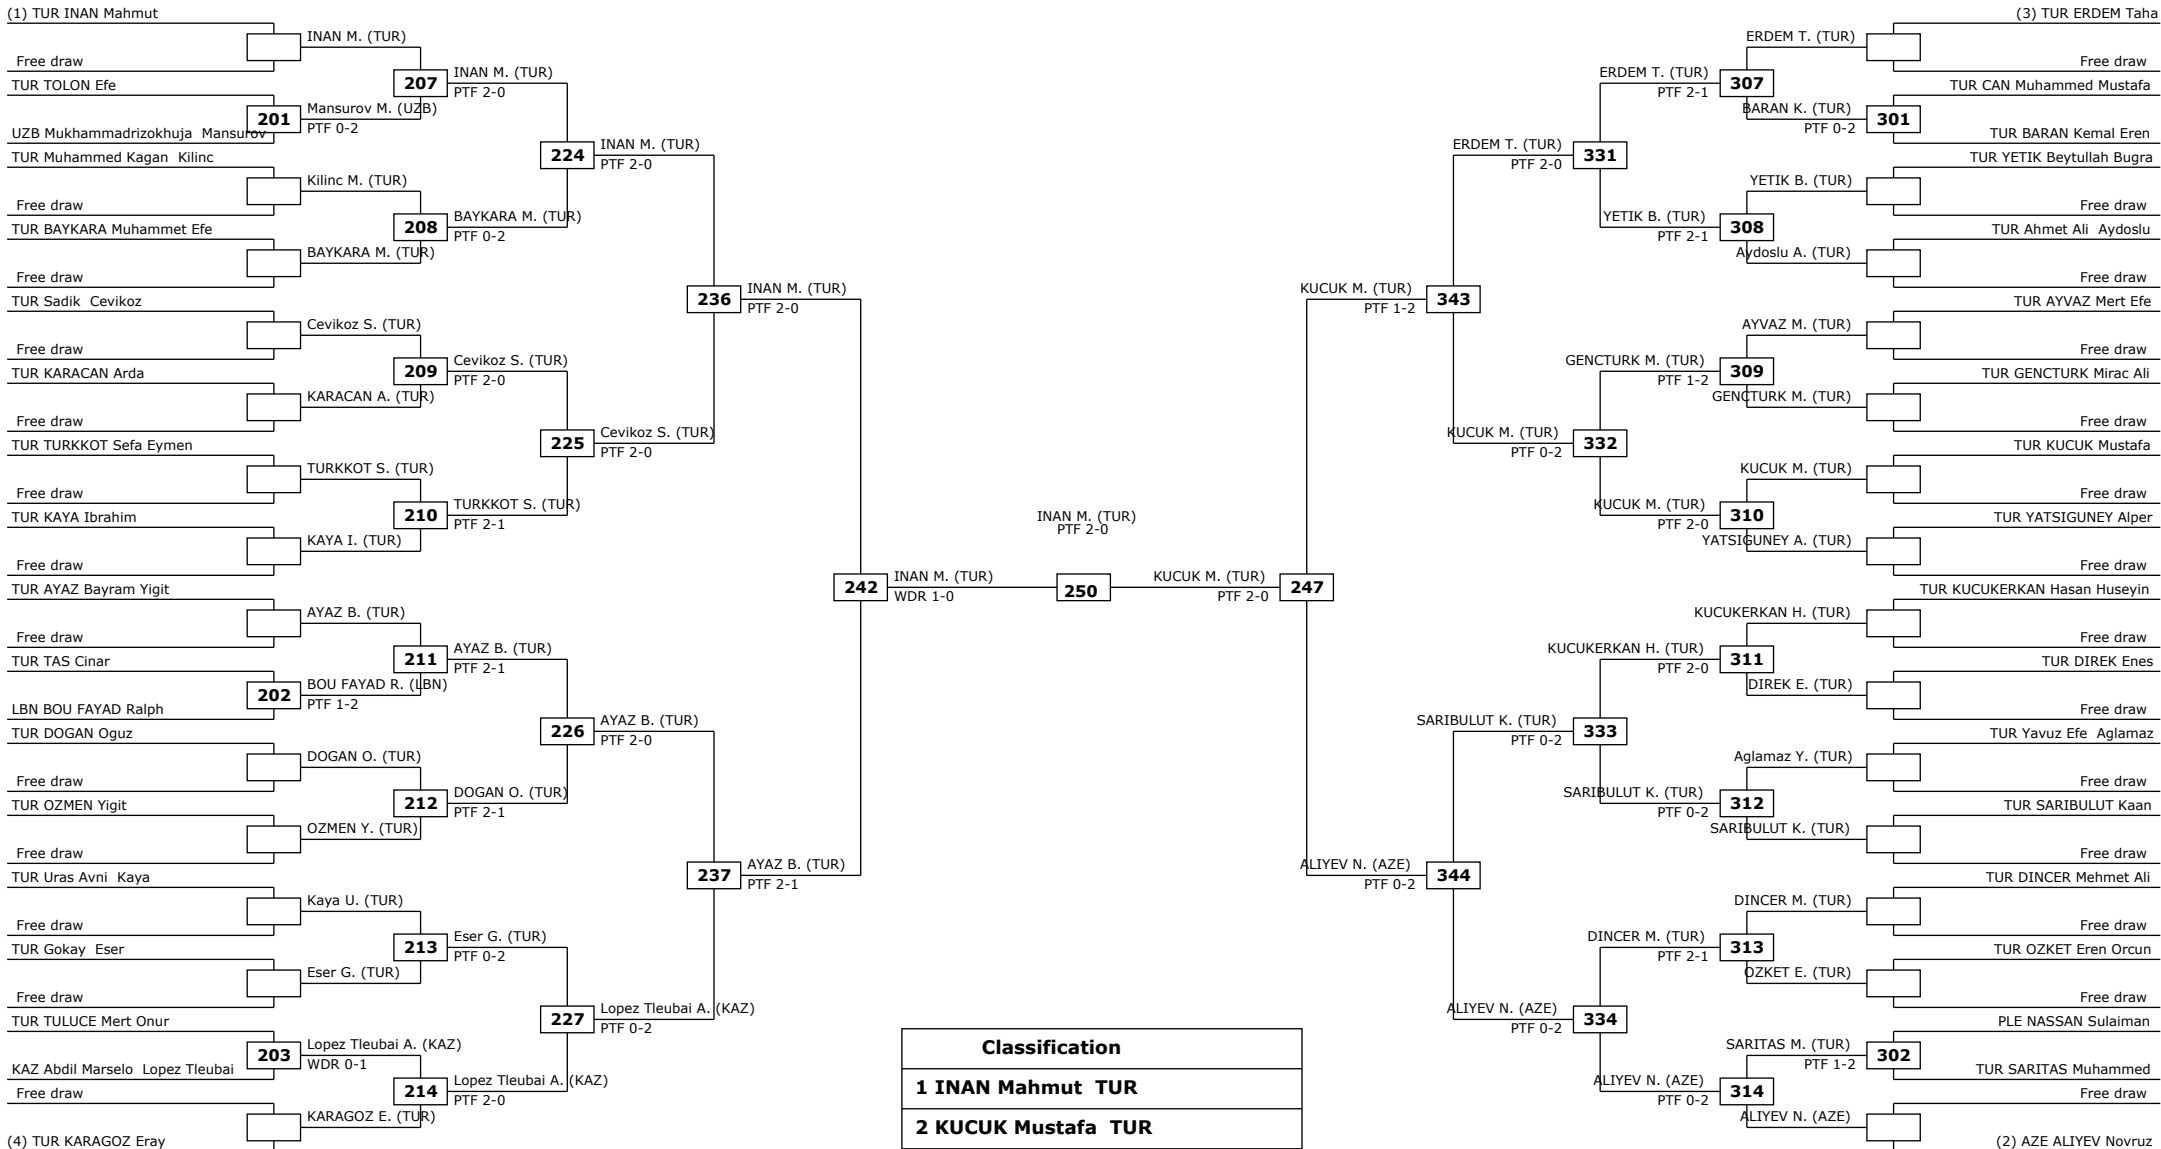 (1) TUR INAN Mahmut
Free draw
TUR TOLON Efe
UZB Mukhammadrizokhuja  Mansurov
TUR Muhammed Kagan  Kilinc
Free draw
TUR BAYKARA Muhammet Efe
Free draw
TUR Sadik  Cevikoz
Free draw
TUR KARACAN Arda
Free draw
TUR TURKKOT Sefa Eymen
Free draw
TUR KAYA Ibrahim
Free draw
TUR AYAZ Bayram Yigit
Free draw
TUR TAS Cinar
LBN BOU FAYAD Ralph
TUR DOGAN Oguz
Free draw
TUR OZMEN Yigit
Free draw
TUR Uras Avni  Kaya
Free draw
TUR Gokay  Eser
Free draw
TUR TULUCE Mert Onur
KAZ Abdil Marselo  Lopez Tleubai
Free draw
(4) TUR KARAGOZ Eray
INAN M. (TUR)
201
Mansurov M. (UZB)
PTF 0-2
Kilinc M. (TUR)
BAYKARA M. (TUR)
Cevikoz S. (TUR)
KARACAN A. (TUR)
TURKKOT S. (TUR)
KAYA I. (TUR)
AYAZ B. (TUR)
202
BOU FAYAD R. (LBN)
PTF 1-2
DOGAN O. (TUR)
OZMEN Y. (TUR)
Kaya U. (TUR)
Eser G. (TUR)
203
Lopez Tleubai A. (KAZ)
WDR 0-1
KARAGOZ E. (TUR)
207
INAN M. (TUR)
PTF 2-0
208
BAYKARA M. (TUR)
PTF 0-2
209
Cevikoz S. (TUR)
PTF 2-0
210
TURKKOT S. (TUR)
PTF 2-1
211
AYAZ B. (TUR)
PTF 2-1
212
DOGAN O. (TUR)
PTF 2-1
213
Eser G. (TUR)
PTF 0-2
214
Lopez Tleubai A. (KAZ)
PTF 2-0
224
INAN M. (TUR)
PTF 2-0
225
Cevikoz S. (TUR)
PTF 2-0
226
AYAZ B. (TUR)
PTF 2-0
227
Lopez Tleubai A. (KAZ)
PTF 0-2
236
INAN M. (TUR)
PTF 2-0
237
AYAZ B. (TUR)
PTF 2-1
242
INAN M. (TUR)
WDR 1-0
INAN M. (TUR)
PTF 2-0
250
KUCUK M. (TUR)
PTF 2-0
247
KUCUK M. (TUR)
PTF 1-2
343
ALIYEV N. (AZE)
PTF 0-2
344
ERDEM T. (TUR)
PTF 2-0
331
KUCUK M. (TUR)
PTF 0-2
332
SARIBULUT K. (TUR)
PTF 0-2
333
ALIYEV N. (AZE)
PTF 0-2
334
ERDEM T. (TUR)
PTF 2-1
307
YETIK B. (TUR)
PTF 2-1
308
GENCTURK M. (TUR)
PTF 1-2
309
KUCUK M. (TUR)
PTF 2-0
310
KUCUKERKAN H. (TUR)
PTF 2-0
311
SARIBULUT K. (TUR)
PTF 0-2
312
DINCER M. (TUR)
PTF 2-1
313
ALIYEV N. (AZE)
PTF 0-2
314
ERDEM T. (TUR)
BARAN K. (TUR)
PTF 0-2
301
YETIK B. (TUR)
Aydoslu A. (TUR)
AYVAZ M. (TUR)
GENCTURK M. (TUR)
KUCUK M. (TUR)
YATSIGUNEY A. (TUR)
KUCUKERKAN H. (TUR)
DIREK E. (TUR)
Aglamaz Y. (TUR)
SARIBULUT K. (TUR)
DINCER M. (TUR)
OZKET E. (TUR)
SARITAS M. (TUR)
PTF 1-2
302
ALIYEV N. (AZE)
(3) TUR ERDEM Taha
Free draw
TUR CAN Muhammed Mustafa
TUR BARAN Kemal Eren
TUR YETIK Beytullah Bugra
Free draw
TUR Ahmet Ali  Aydoslu
Free draw
TUR AYVAZ Mert Efe
Free draw
TUR GENCTURK Mirac Ali
Free draw
TUR KUCUK Mustafa
Free draw
TUR YATSIGUNEY Alper
Free draw
TUR KUCUKERKAN Hasan Huseyin
Free draw
TUR DIREK Enes
Free draw
TUR Yavuz Efe  Aglamaz
Free draw
TUR SARIBULUT Kaan
Free draw
TUR DINCER Mehmet Ali
Free draw
TUR OZKET Eren Orcun
Free draw
PLE NASSAN Sulaiman
TUR SARITAS Muhammed
Free draw
(2) AZE ALIYEV Novruz
Classification
1 INAN Mahmut  TUR
2 KUCUK Mustafa  TUR